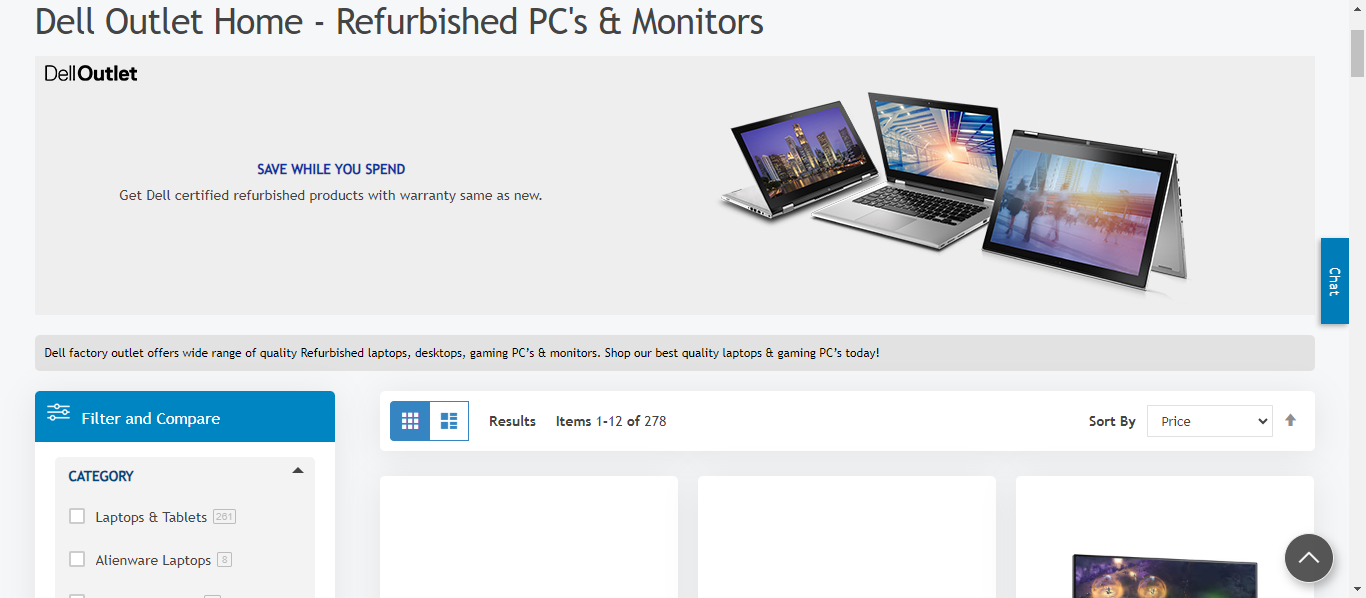 Dell Outlet Home - Refurbished PC's & Monitors
DellOutlet
SAVE WHILE YOU SPEND
Get Dell certified refurbished products with warranty same as new.
Chat
Dell factory outlet offers wide range of quality Refurbished laptops, desktops, gaming PC’s & monitors. Shop our best quality laptops & gaming PC’s today!
Filter and Compare
Results Items 1-12 of 278
Sort By Price
CATEGORY
Laptops & Tablets 261
Alienware Laptops 8